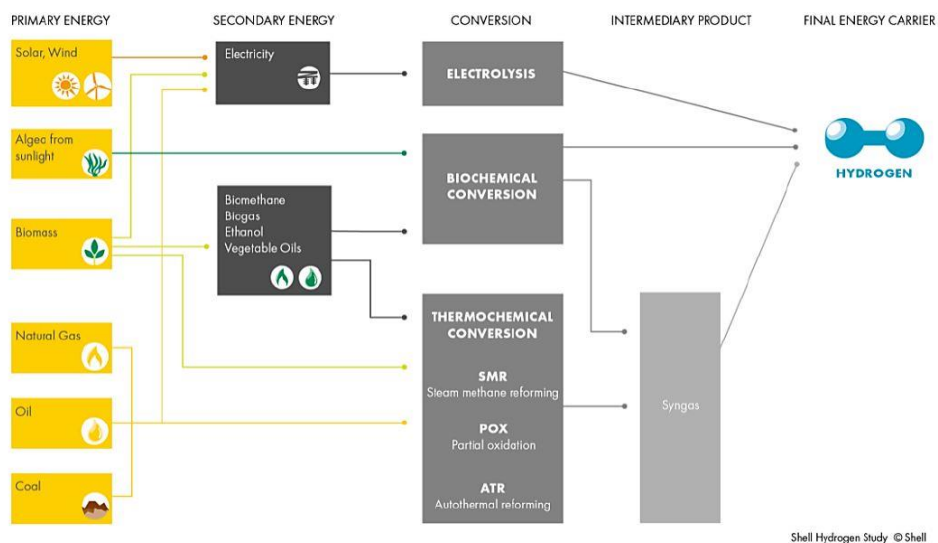 PRIMARY ENERGY
SECONDARY ENERGY
CONVERSION
INTERMEDIARY PRODUCT
FINAL ENERGY CARRIER
Solar, Wind
Electricity
ELECTROLYSIS
Algea from
sunlight
HYDROGEN
BIOCHEMICAL
CONVERSION
Biomass
Biomethane
Biogas
Ethanol
Vegetable Oils
Natural Gas
THERMOCHEMICAL
CONVERSION
SMR
Steam methane reforming
Oil
POX
Partial oxidation
Syngas
Coal
ATR
Autothermal reforming
Shell Hydrogen Study © Shell